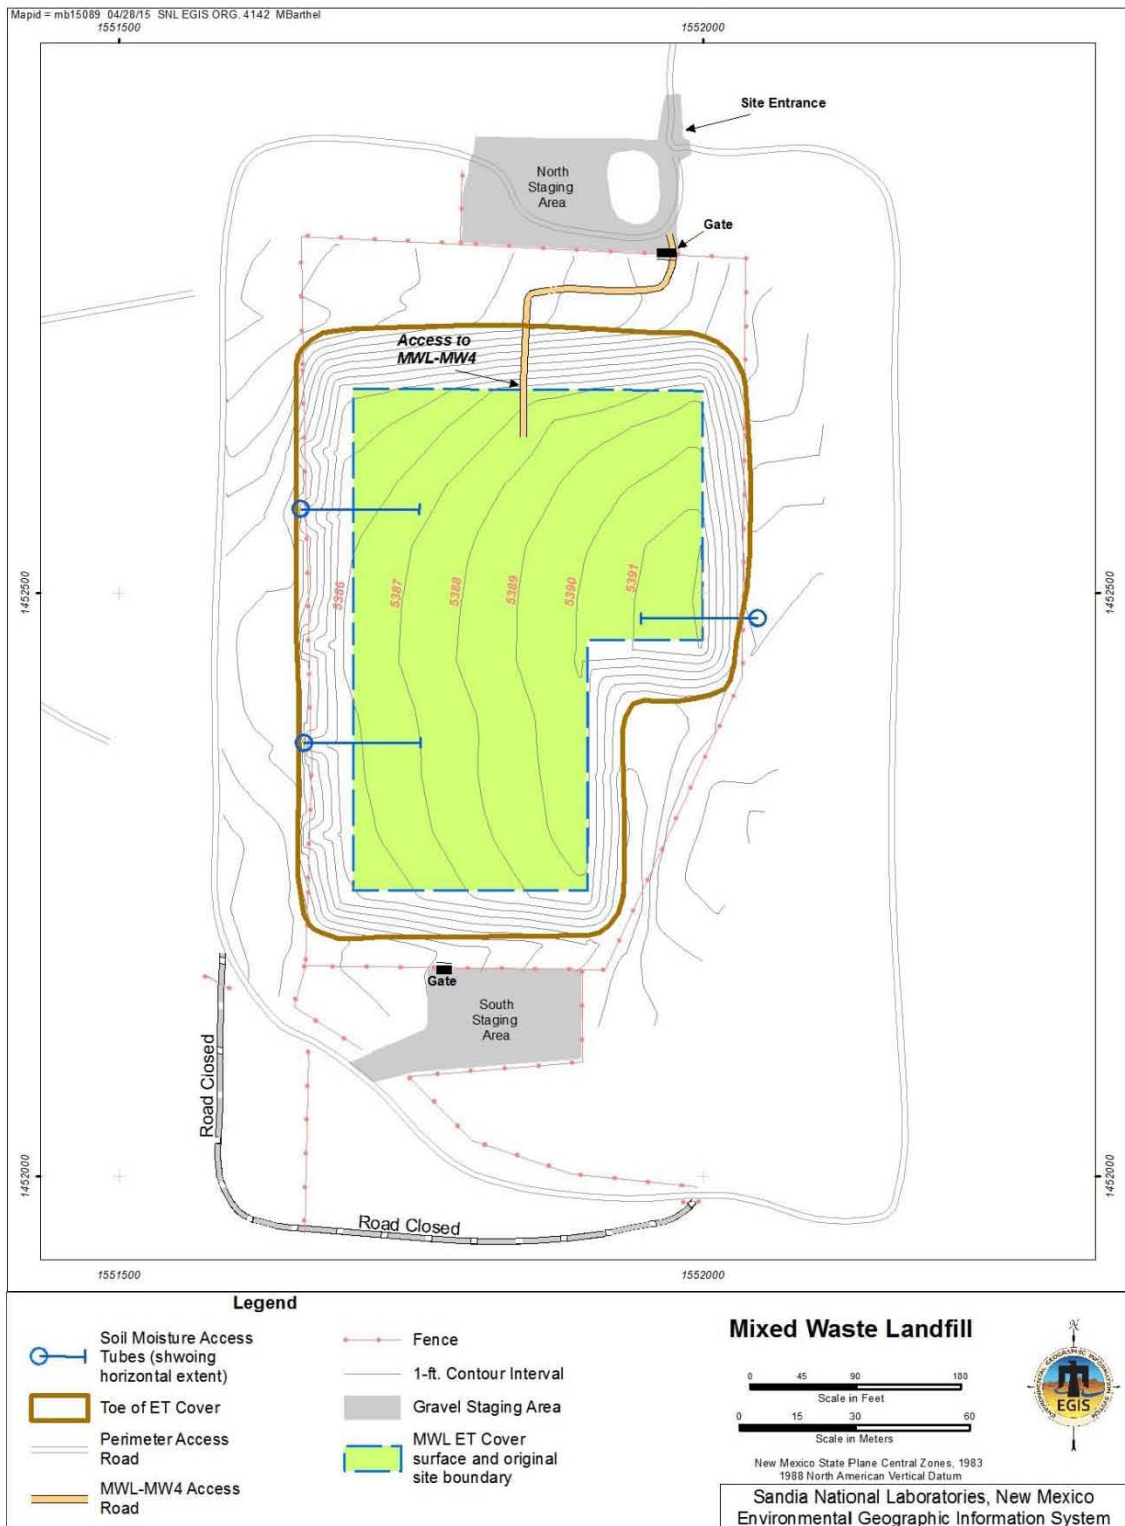 Mapid = mb15089 04/28/15 SNL EGIS ORG. 4142 MBarthel
1551500
1552000
Site Entrance
North
Staging
Area
Gate
Access to
MWL-MW4
1452500
5386
5387
5388
5389
5390
5391
1452500
Gate
South
Staging
Area
Road Closed
1452000
1452000
Road Closed
1551500
1552000
Legend
Soil Moisture Access
Tubes (shwoing
horizontal extent)
Toe of ET Cover
Perimeter Access
Road
MWL-MW4 Access
Road
Fence
1-ft. Contour Interval
Gravel Staging Area
MWL ET Cover
surface and original
site boundary
Mixed Waste Landfill
0 45 90 180
Scale in Feet
0 15 30 60
Scale in Meters
New Mexico State Plane Central Zones, 1983
1988 North American Vertical Datum
ENVIRONMENTAL GEOGRAPHIC INFORMATION SYSTEM
EGIS
Sandia National Laboratories, New Mexico
Environmental Geographic Information System